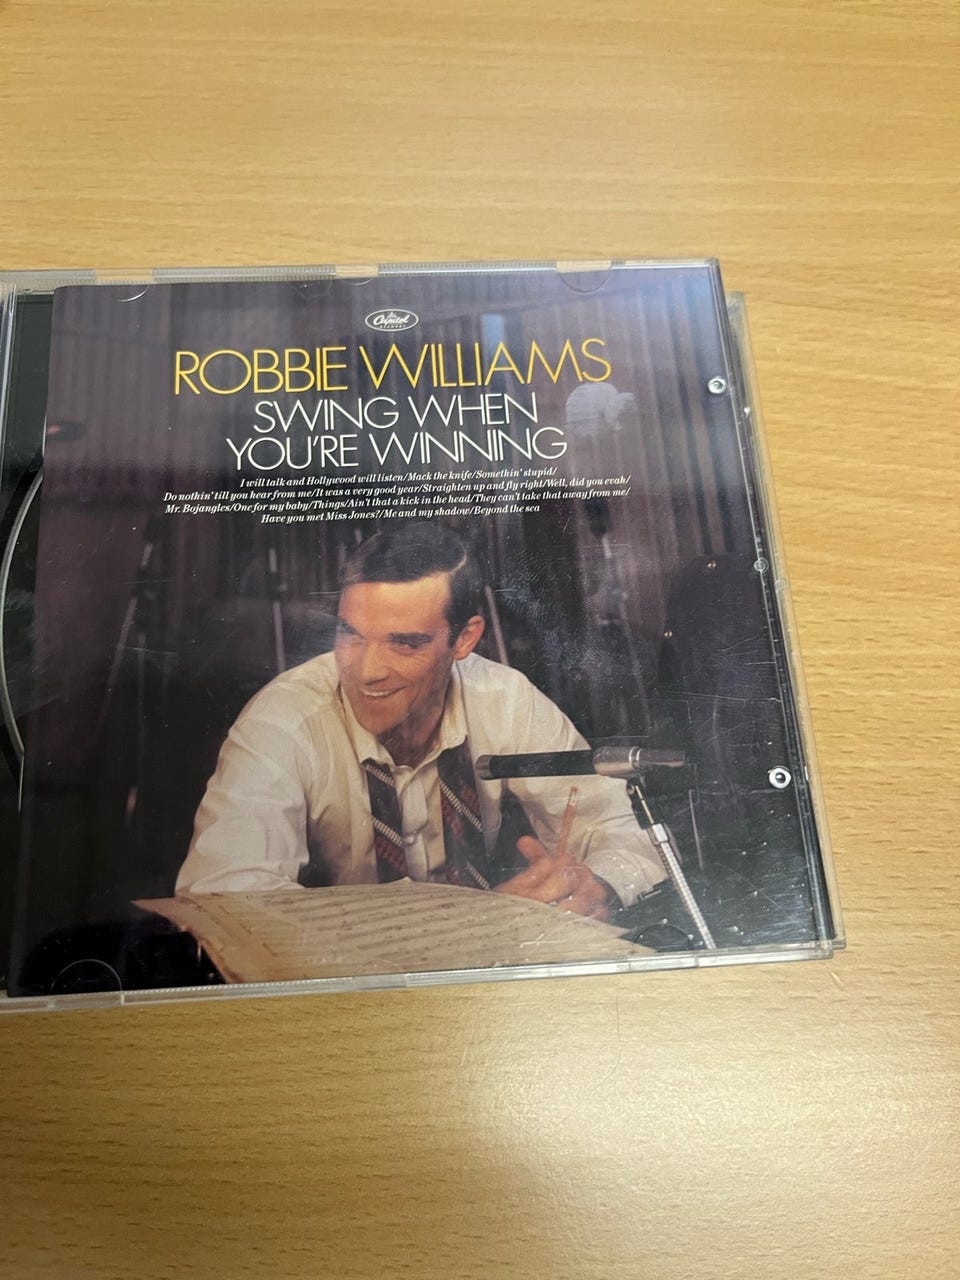 Capitol
RECORDS
ROBBIE WILLIAMS
SWING WHEN
YOU'RE WINNING
I will talk and Hollywood will listen/Mack the knife/Somethin' stupid/
Do nothin' till you hear from me/It was a very good year/Straighten up and fly right/Well, did you evah/
Mr. Bojangles/One for my baby/Things/Ain't that a kick in the head/They can't take that away from me/
Have you met Miss Jones?/Me and my shadow/Beyond the sea